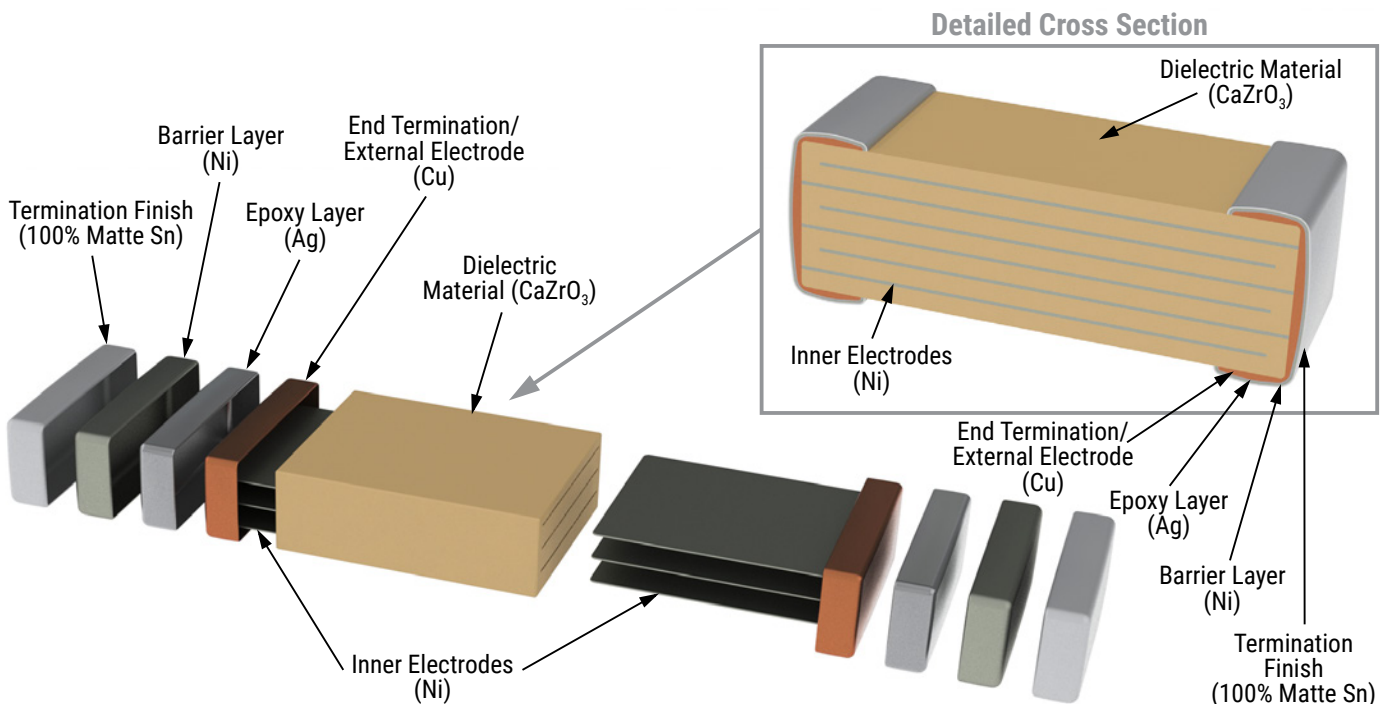 Detailed Cross Section
Dielectric Material
(CaZrO₃)
End Termination/
External Electrode
(Cu)
Barrier Layer
(Ni)
Termination Finish
(100% Matte Sn)
Epoxy Layer
(Ag)
Dielectric
Material (CaZrO₃)
Inner Electrodes
(Ni)
End Termination/
External Electrode
(Cu)
Epoxy Layer
(Ag)
Barrier Layer
(Ni)
Termination
Finish
(100% Matte Sn)
Inner Electrodes
(Ni)